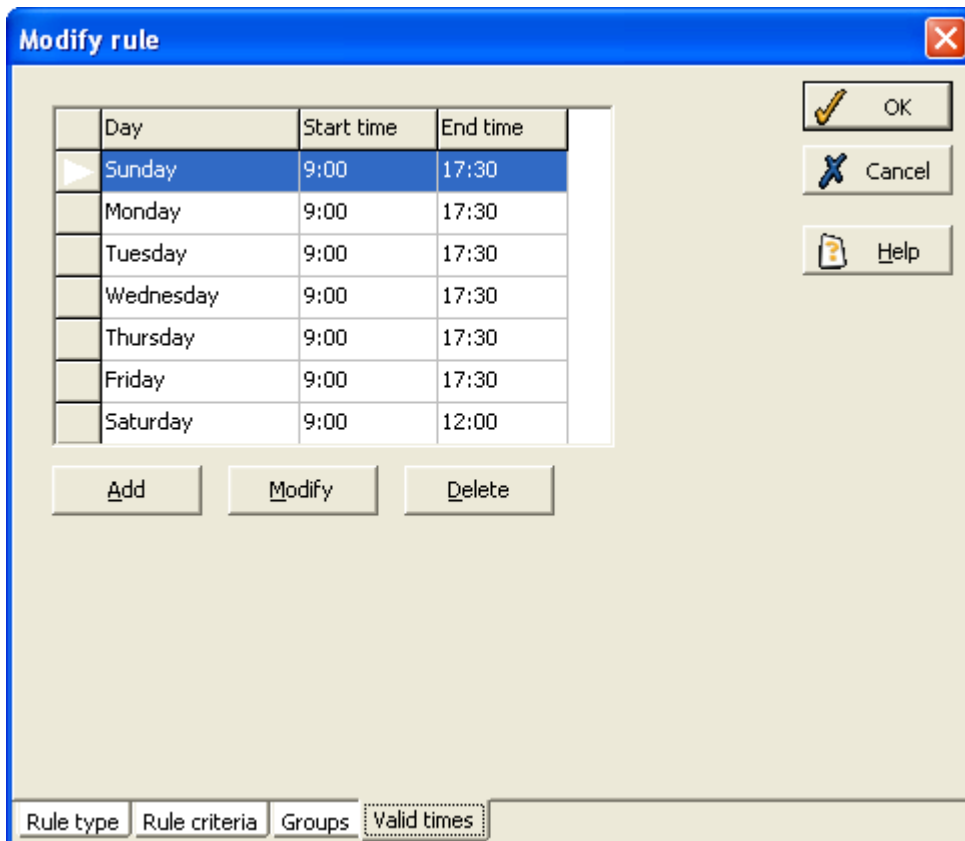 Modify rule
Day Start time End time OK
Sunday 9:00 17:30 Cancel
Monday 9:00 17:30
Tuesday 9:00 17:30 Help
Wednesday 9:00 17:30
Thursday 9:00 17:30
Friday 9:00 17:30
Saturday 9:00 12:00
Add Modify Delete
Rule type Rule criteria Groups Valid times